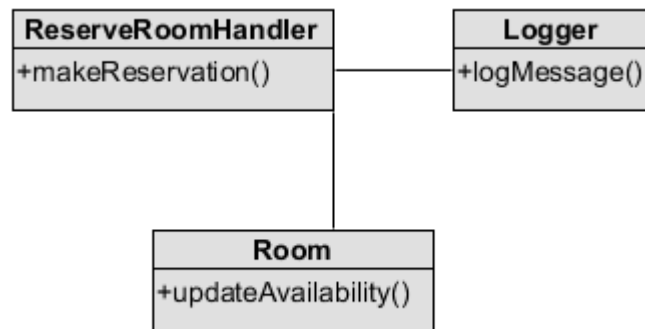 ReserveRoomHandler
+makeReservation()
Logger
+logMessage()
Room
+updateAvailability()